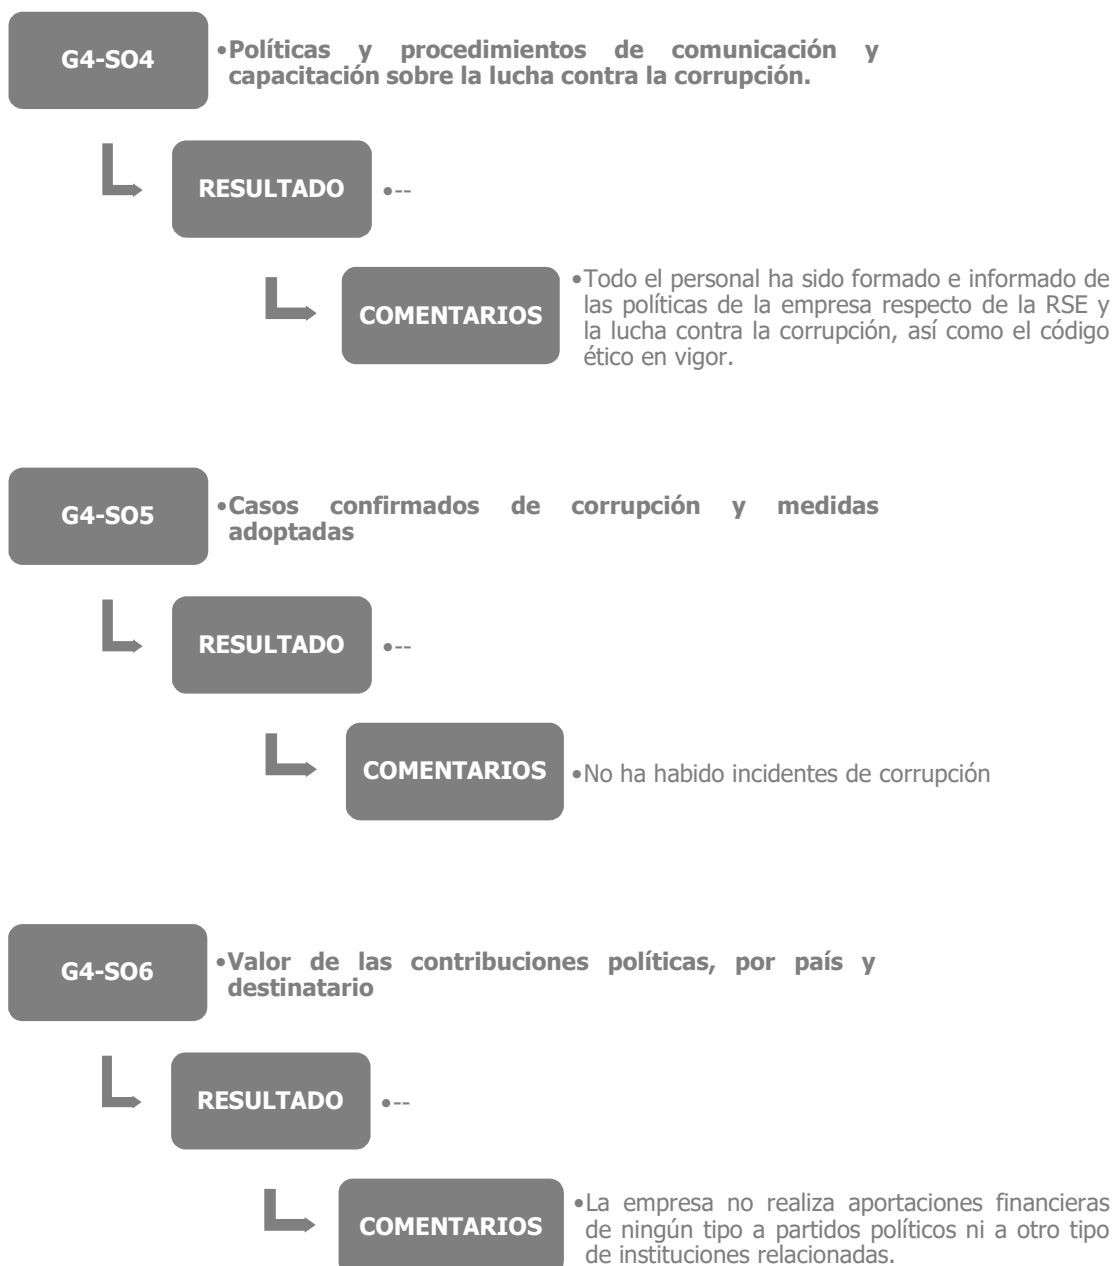 G4-SO4
•Políticas y procedimientos de comunicación y
capacitación sobre la lucha contra la corrupción.
RESULTADO
•--
COMENTARIOS
•Todo el personal ha sido formado e informado de
las políticas de la empresa respecto de la RSE y
la lucha contra la corrupción, así como el código
ético en vigor.
G4-SO5
•Casos confirmados de corrupción y medidas
adoptadas
RESULTADO
•--
COMENTARIOS
•No ha habido incidentes de corrupción
G4-SO6
•Valor de las contribuciones políticas, por país y
destinatario
RESULTADO
•--
COMENTARIOS
•La empresa no realiza aportaciones financieras
de ningún tipo a partidos políticos ni a otro tipo
de instituciones relacionadas.